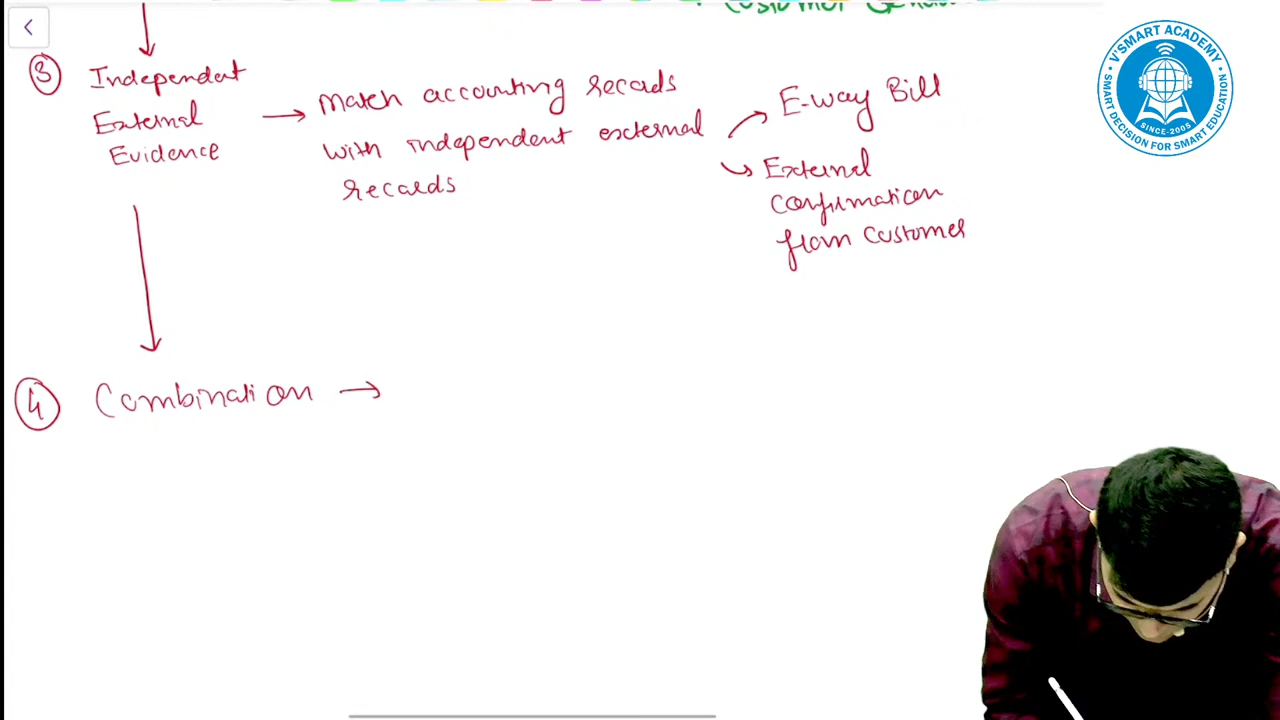 ③ Independent
External
Evidence
→ Match accounting records
with independent external
records
E-way Bill
External
confirmation
from customer
④ Combination →
V'SMART ACADEMY
SINCE-2005
SMART DECISION FOR SMART EDUCATION